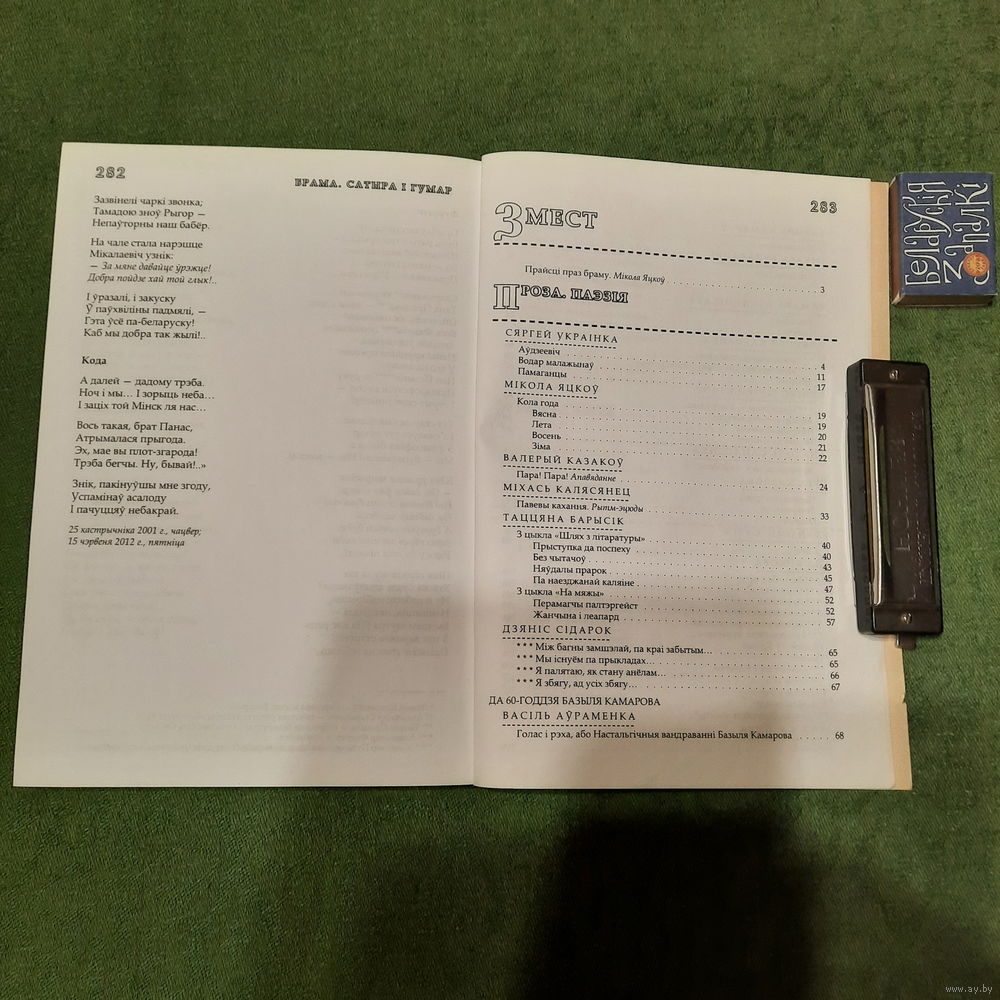 282
БРАМА. САТИРА І ГУМАР
Зазвінелі чаркі звонка;
Тамадою зноў Рыгор —
Непаўторны наш бабёр.
На чале стала нарэшце
Мікалаевіч узнік:
— За мяне давайце ўрэжце!
Добра пойдзе хай той глык!..
І ўразалі, і закуску
Ў паўхвіліны падмялі, —
Гэта ўсё па-беларуску!
Каб мы добра так жылі!..
Кода
А далей — дадому трэба.
Ноч і мы... І зорыць неба...
І заціх той Мінск ля нас...
Вось такая, брат Панас,
Атрымалася прыгода.
Эх, мае вы плот-згарода!
Трэба бегчы. Ну, бывай!..»
Знік, пакінуўшы мне згоду,
Успамінаў асалоду
І пачуццяў небакрай.
25 кастрычніка 2001 г., чацвер;
15 чэрвеня 2012 г., пятніца
283
ЗМЕСТ
Прайсці праз браму. Мікола Яцкоў 3
ПРОЗА. ПАЭЗІЯ
СЯРГЕЙ УКРАІНКА
Аўдзеевіч 4
Водар малажынаў 11
Памаганцы 17
МІКОЛА ЯЦКОЎ
Кола года 19
Вясна 19
Лета 20
Восень 21
Зіма 22
ВАЛЕРЫЙ КАЗАКОЎ
Пара! Пара! Апавяданне 24
МІХАСЬ КАЛЯСЯНЕЦ
Павевы кахання. Рытм-эцюды 33
ТАЦЦЯНА БАРЫСІК
З цыкла «Шлях з літаратуры» 40
Прыступка да поспеху 40
Без чытачоў 43
Няўдалы прарок 45
Па наезджанай каляіне 47
З цыкла «На мяжы» 52
Перамагчы палтэргейст 52
Жанчына і леапард 57
ДЗЯНІС СІДАРОК
*** Між багны замшэлай, па краі забытым... 65
*** Мы існуём па прыкладах... 65
*** Я палятаю, як стану анёлам... 66
*** Я збягу, ад усіх збягу... 67
ДА 60-ГОДДЗЯ БАЗЫЛЯ КАМАРОВА
ВАСІЛЬ АЎРАМЕНКА
Голас і рэха, або Настальгічныя вандраванні Базыля Камарова 68
Беларускія
Zапалкі
www.ay.by